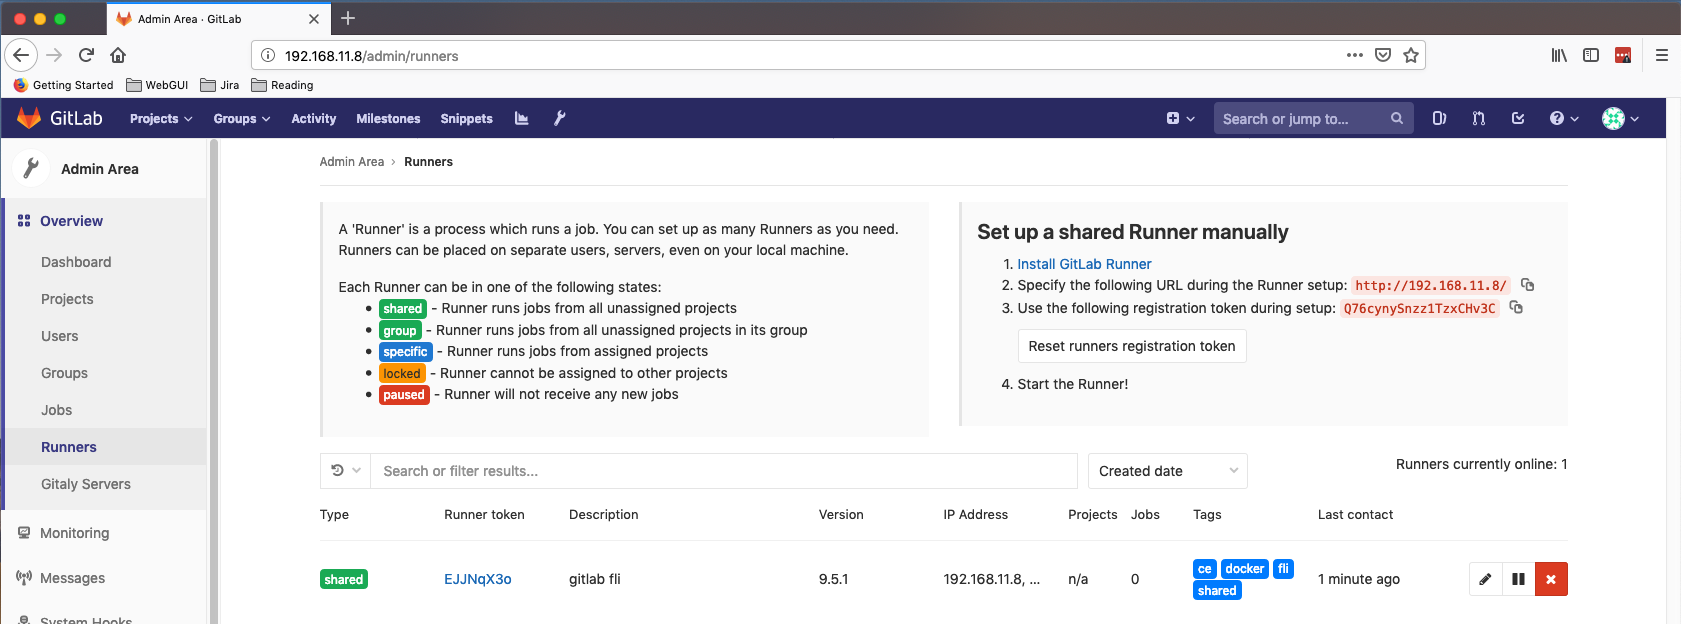 Admin Area · GitLab
192.168.11.8/admin/runners
Getting Started WebGUI Jira Reading
GitLab Projects Groups Activity Milestones Snippets Search or jump to...
Admin Area
Overview
Dashboard
Projects
Users
Groups
Jobs
Runners
Gitaly Servers
Monitoring
Messages
System Hooks
Admin Area › Runners
A 'Runner' is a process which runs a job. You can set up as many Runners as you need.
Runners can be placed on separate users, servers, even on your local machine.
Each Runner can be in one of the following states:
• shared - Runner runs jobs from all unassigned projects
• group - Runner runs jobs from all unassigned projects in its group
• specific - Runner runs jobs from assigned projects
• locked - Runner cannot be assigned to other projects
• paused - Runner will not receive any new jobs
Set up a shared Runner manually
1. Install GitLab Runner
2. Specify the following URL during the Runner setup: http://192.168.11.8/
3. Use the following registration token during setup: Q76cynySnzz1TzxCHv3C
Reset runners registration token
4. Start the Runner!
Search or filter results...
Created date
Runners currently online: 1
Type Runner token Description Version IP Address Projects Jobs Tags Last contact
shared EJJNqX3o gitlab fli 9.5.1 192.168.11.8, ... n/a 0 ce docker fli 1 minute ago
shared